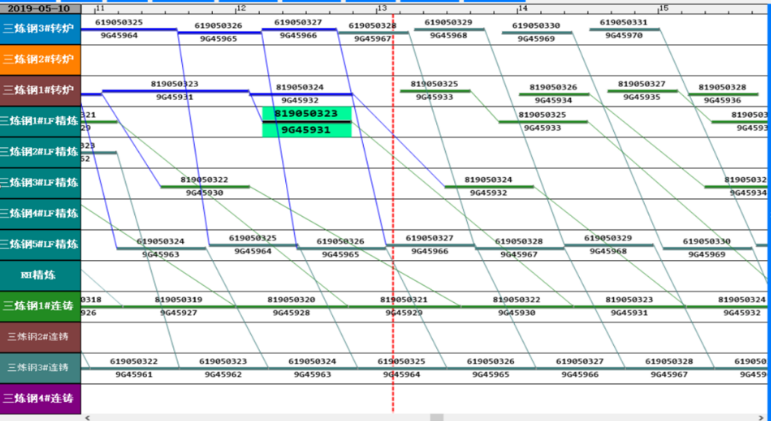 2019-05-10 11 12 13 14 15
三炼钢3#转炉
619050325 619050326 619050327 619050328 619050329 619050330 619050331
9G45964 9G45965 9G45966 9G45967 9G45968 9G45969 9G45970
三炼钢2#转炉
三炼钢1#转炉
819050323 819050324 819050325 819050326 819050327 819050328
9G45931 9G45932 9G45933 9G45934 9G45935 9G45936
三炼钢1#LF精炼
321 819050323 819050325 819050
29 9G45931 9G45933 9G453
三炼钢2#LF精炼
323
52
三炼钢3#LF精炼
819050322 819050324 81905032
9G45930 9G45932 9G45934
三炼钢4#LF精炼
三炼钢5#LF精炼
619050324 619050325 619050326 619050327 619050328 619050329 619050330
9G45963 9G45964 9G45965 9G45966 9G45967 9G45968 9G45969
RH精炼
三炼钢1#连铸
0318 819050319 819050320 819050321 819050322 819050323 819050324
926 9G45927 9G45928 9G45929 9G45930 9G45931 9G45932
三炼钢2#连铸
三炼钢3#连铸
619050322 619050323 619050324 619050325 619050326 619050327 619050328 619050
9G45961 9G45962 9G45963 9G45964 9G45965 9G45966 9G45967 9G459
三炼钢4#连铸